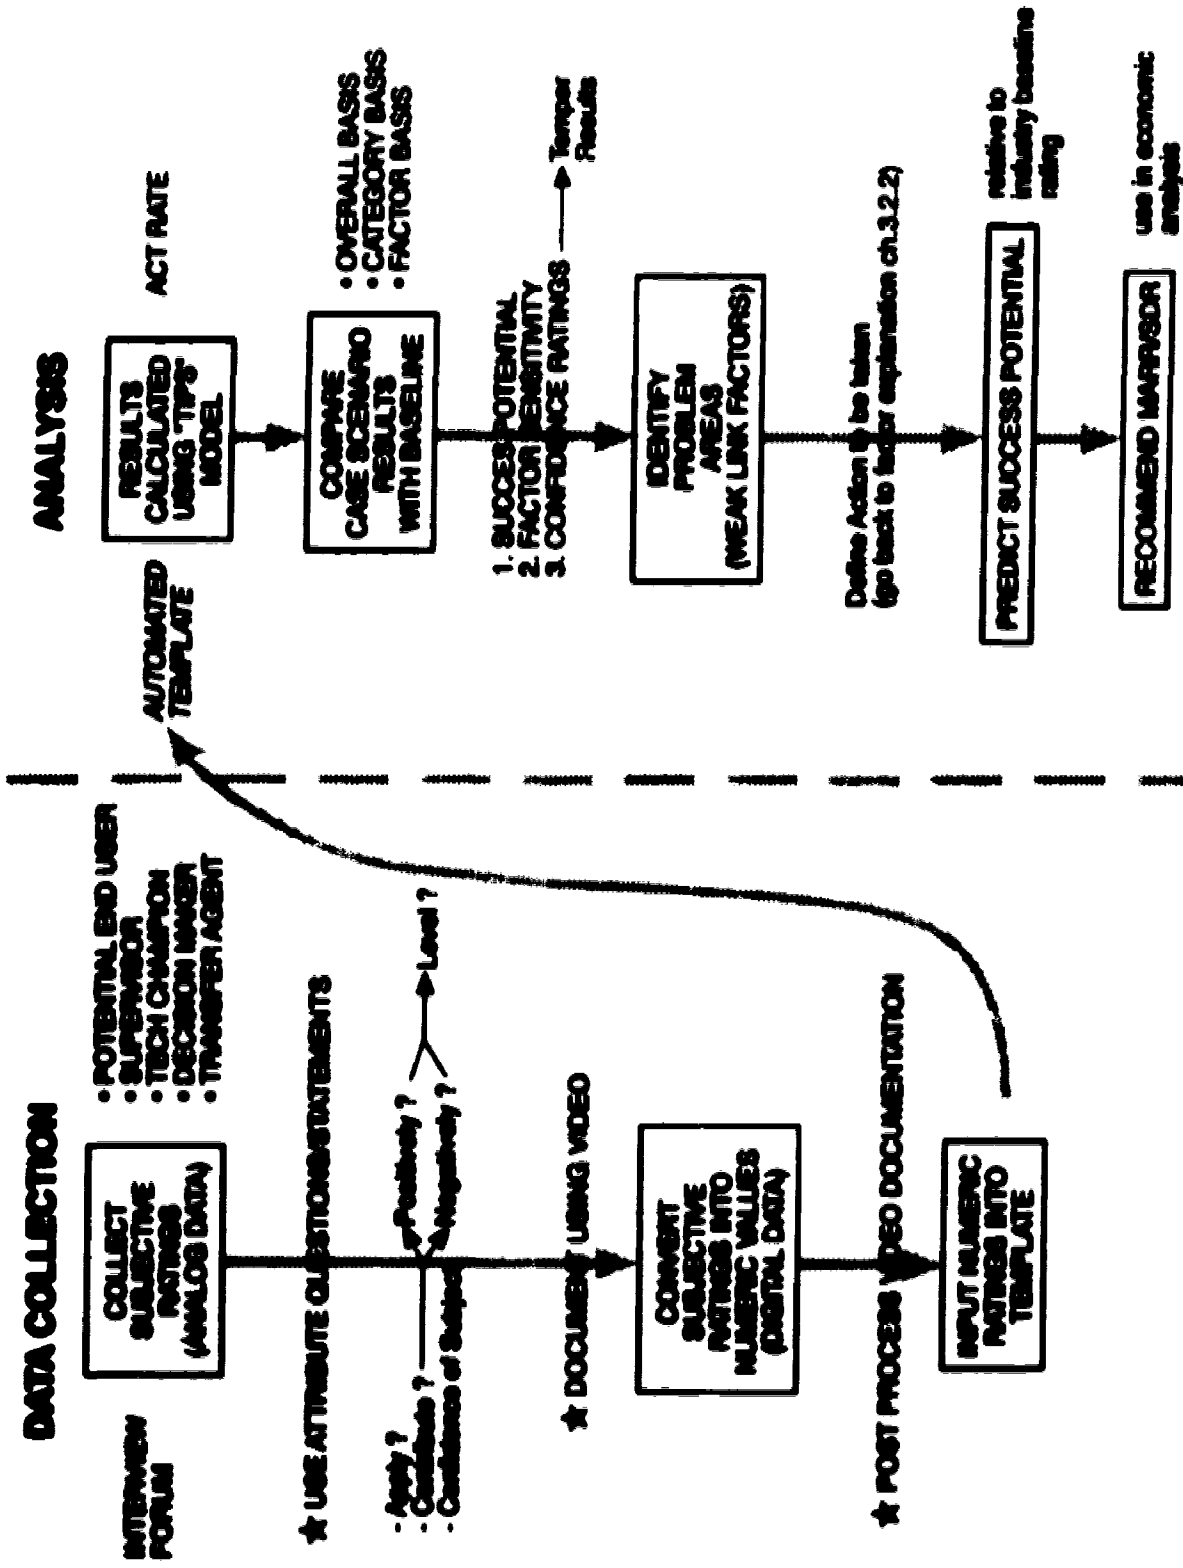 DATA COLLECTION
INTERVIEW
FORUM
COLLECT
SUBJECTIVE
RATINGS
(ANALOG DATA)
• POTENTIAL END USER
• SUPERVISOR
• TECH CHAMPION
• DECISION MAKER
• TRANSFER AGENT
★ USE ATTRIBUTE QUESTIONS/STATEMENTS
- Apply ?
- Contribute ?
- Confidence of Subject
Positively ?
Negatively ?
Level ?
★ DOCUMENT USING VIDEO
CONVERT
SUBJECTIVE
RATINGS INTO
NUMERIC VALUES
(DIGITAL DATA)
★ POST PROCESS VIDEO DOCUMENTATION
INPUT NUMERIC
RATINGS INTO
TEMPLATE
ANALYSIS
AUTOMATED
TEMPLATE
RESULTS
CALCULATED
USING "TIPS"
MODEL
ACT RATE
COMPARE
CASE SCENARIO
RESULTS
WITH BASELINE
• OVERALL BASIS
• CATEGORY BASIS
• FACTOR BASIS
1. SUCCESS POTENTIAL
2. FACTOR SENSITIVITY
3. CONFIDENCE RATINGS
Temper
Results
IDENTIFY
PROBLEM
AREAS
(WEAK LINK FACTORS)
Define Action to be taken
(go back to factor explanation ch.3.2.2)
PREDICT SUCCESS POTENTIAL
relative to
industry baseline
rating
RECOMMEND MARR/SDR
use in economic
analysis